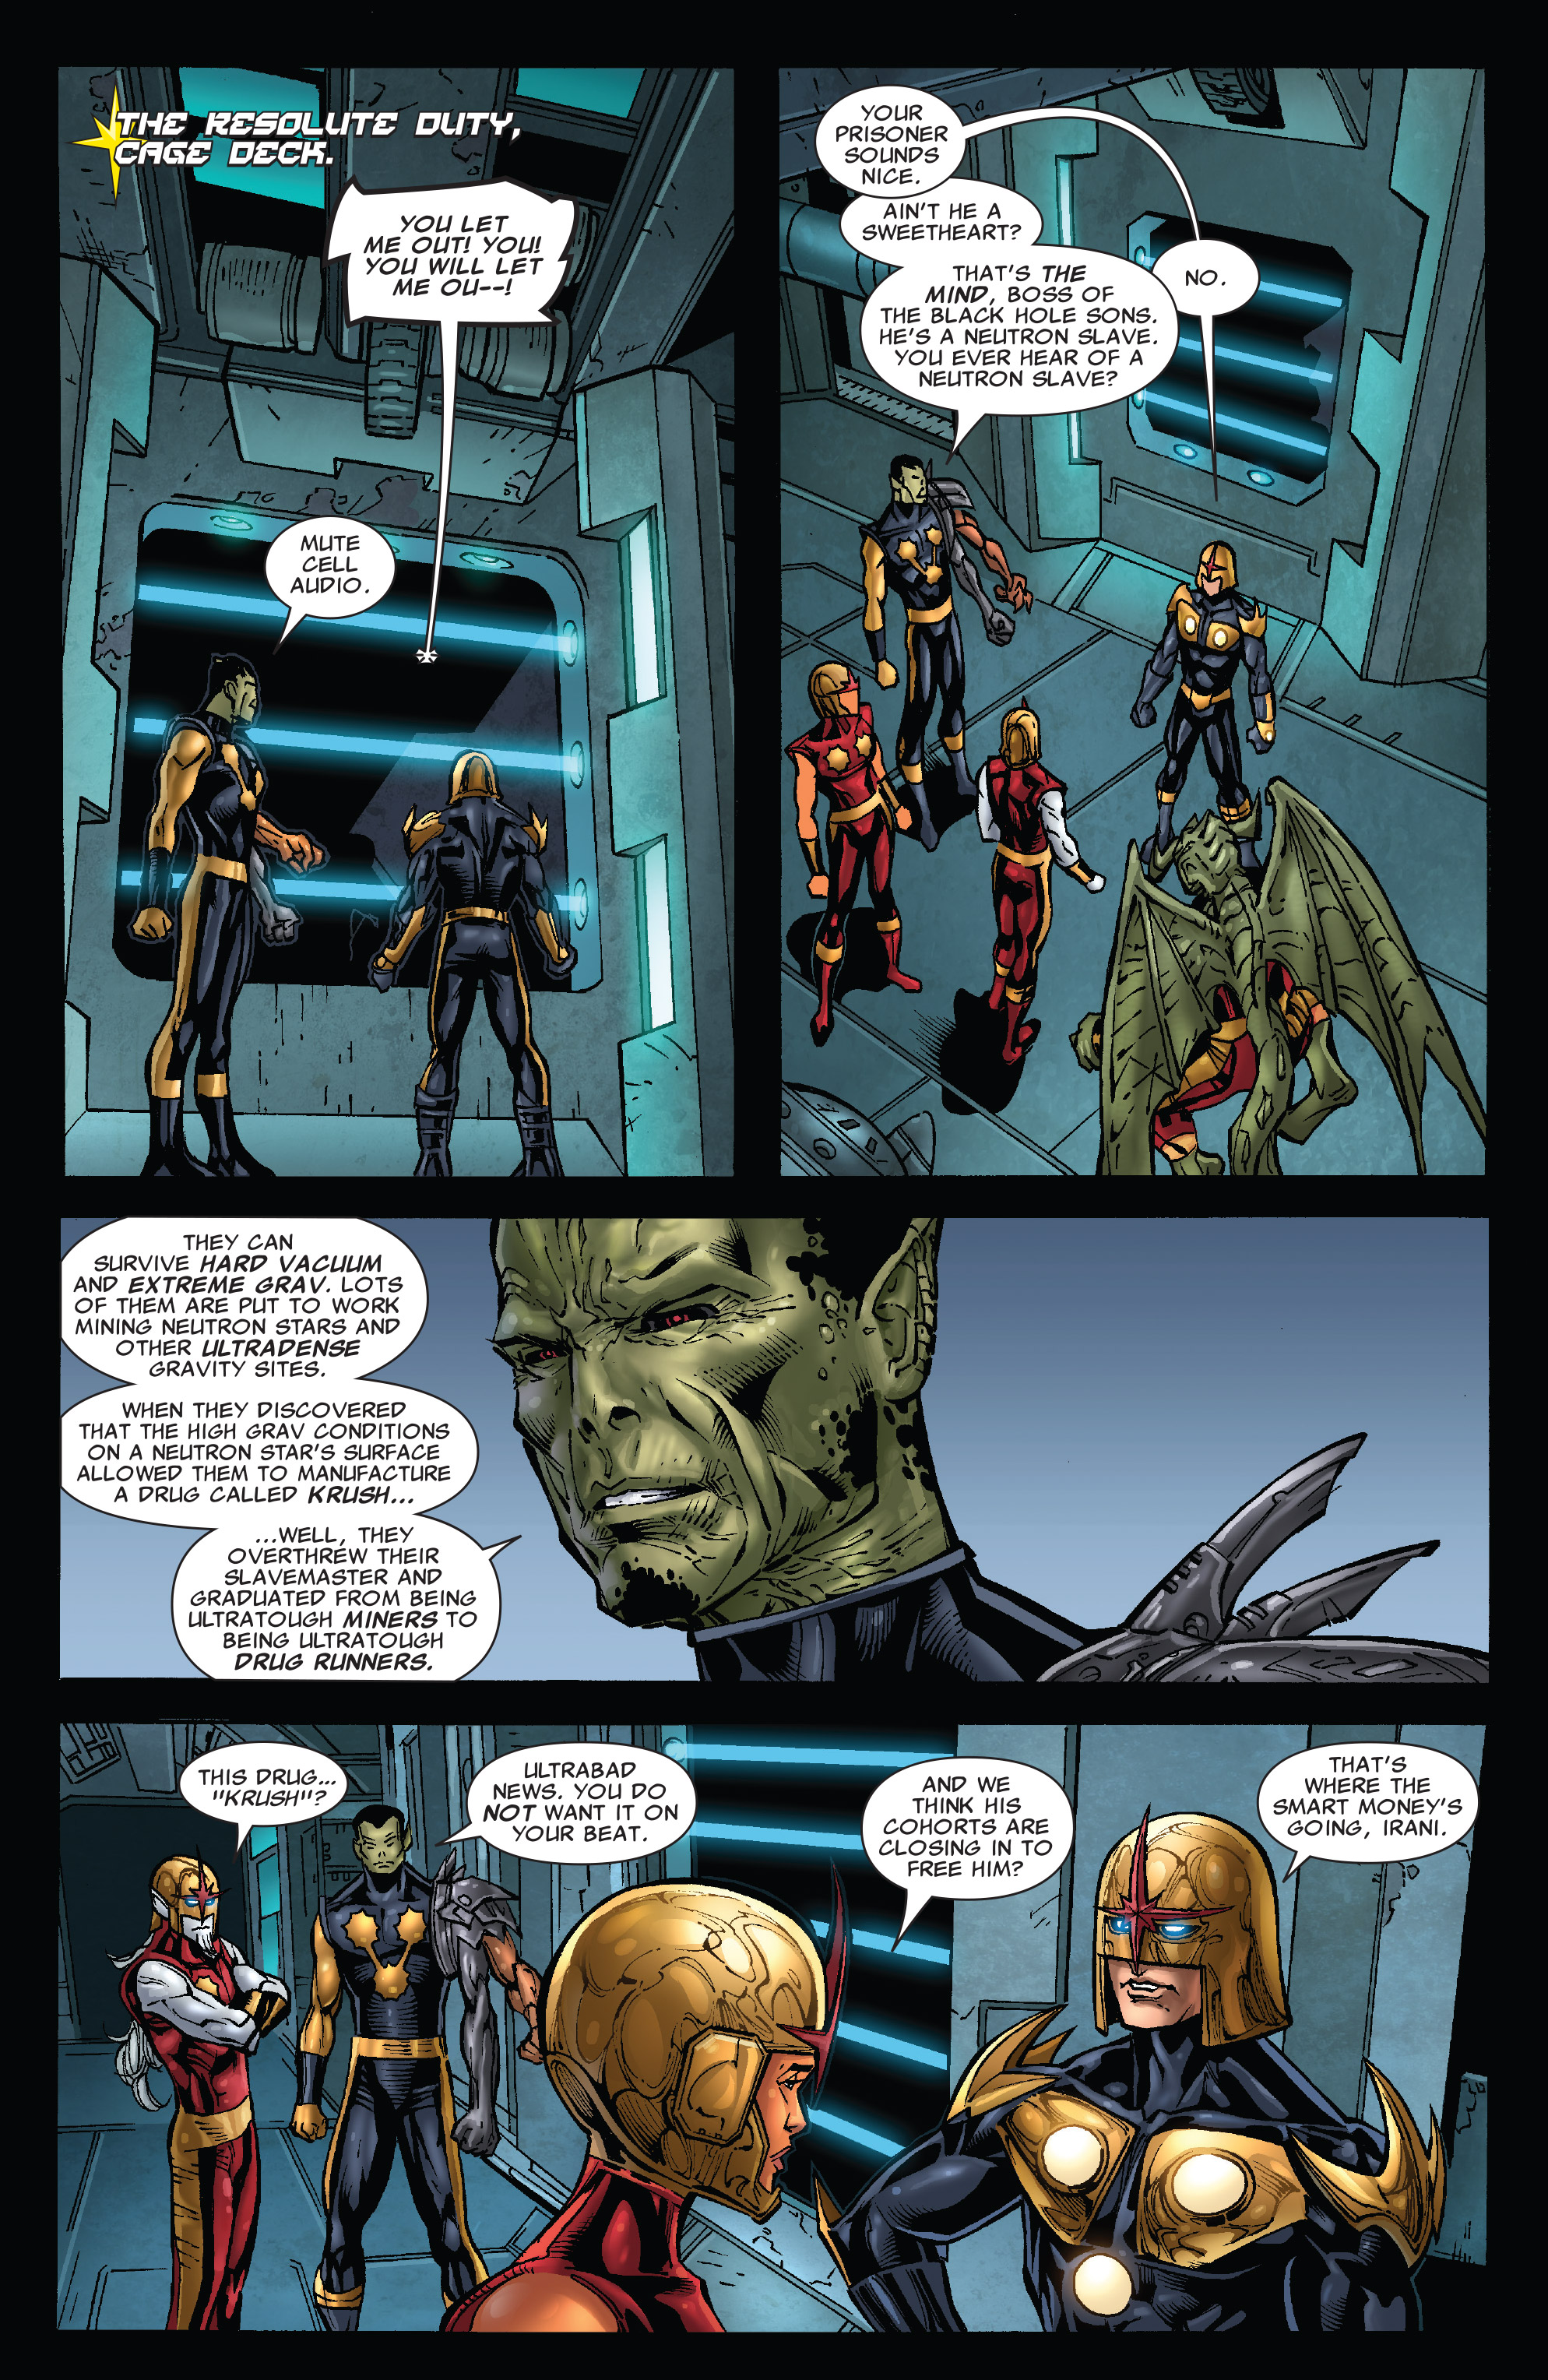 THE RESOLUTE DUTY,
CAGE DECK.
YOU LET
ME OUT! YOU!
YOU WILL LET
ME OU--!
MUTE
CELL
AUDIO.
YOUR
PRISONER
SOUNDS
NICE.
AIN'T HE A
SWEETHEART?
THAT'S THE
MIND, BOSS OF
THE BLACK HOLE SONS.
HE'S A NEUTRON SLAVE.
YOU EVER HEAR OF A
NEUTRON SLAVE?
NO.
THEY CAN
SURVIVE HARD VACUUM
AND EXTREME GRAV. LOTS
OF THEM ARE PUT TO WORK
MINING NEUTRON STARS AND
OTHER ULTRADENSE
GRAVITY SITES.
WHEN THEY DISCOVERED
THAT THE HIGH GRAV CONDITIONS
ON A NEUTRON STAR'S SURFACE
ALLOWED THEM TO MANUFACTURE
A DRUG CALLED KRUSH...
...WELL, THEY
OVERTHREW THEIR
SLAVEMASTER AND
GRADUATED FROM BEING
ULTRATOUGH MINERS TO
BEING ULTRATOUGH
DRUG RUNNERS.
THIS DRUG...
"KRUSH"?
ULTRABAD
NEWS. YOU DO
NOT WANT IT ON
YOUR BEAT.
AND WE
THINK HIS
COHORTS ARE
CLOSING IN TO
FREE HIM?
THAT'S
WHERE THE
SMART MONEY'S
GOING, IRANI.